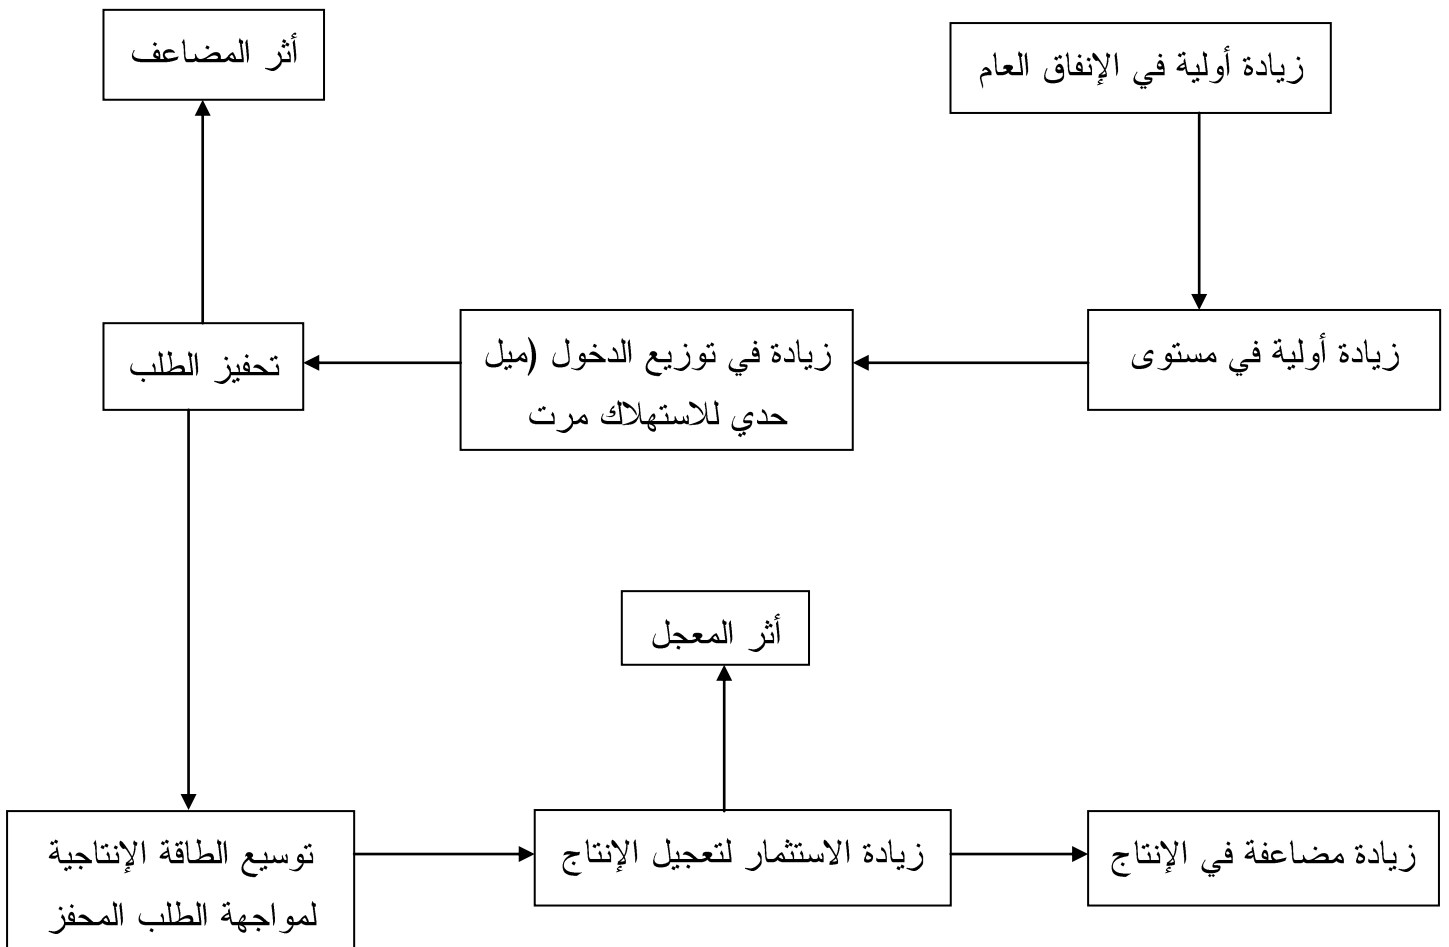 زيادة أولية في الإنفاق العام
أثر المضاعف
زيادة أولية في مستوى
زيادة في توزيع الدخول (ميل
حدي للاستهلاك مرت
تحفيز الطلب
أثر المعجل
توسيع الطاقة الإنتاجية
لمواجهة الطلب المحفز
زيادة الاستثمار لتعجيل الإنتاج
زيادة مضاعفة في الإنتاج